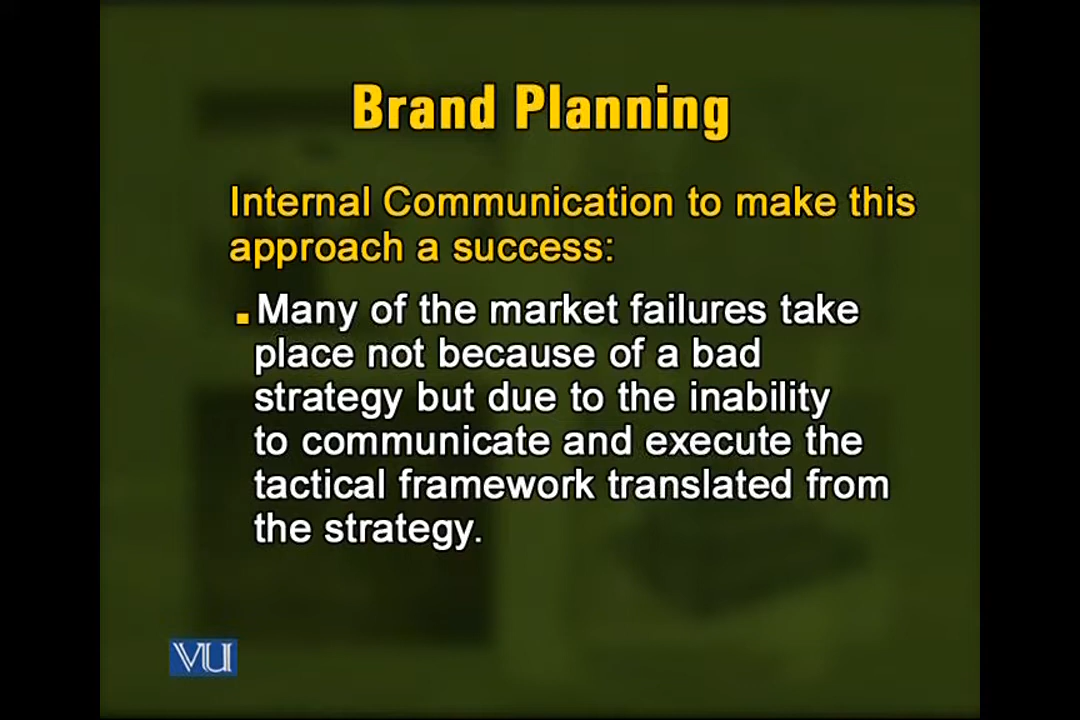 Brand Planning
Internal Communication to make this
approach a success:
Many of the market failures take
place not because of a bad
strategy but due to the inability
to communicate and execute the
tactical framework translated from
the strategy.
VU